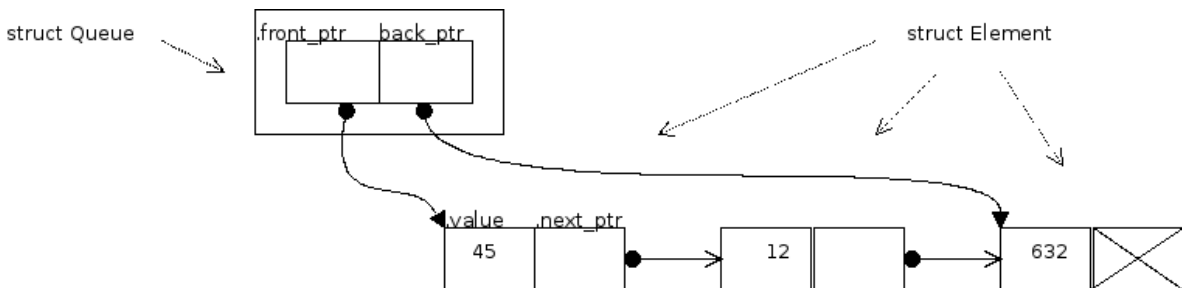 struct Queue
.front_ptr
back_ptr
struct Element
.value
.next_ptr
45
12
632